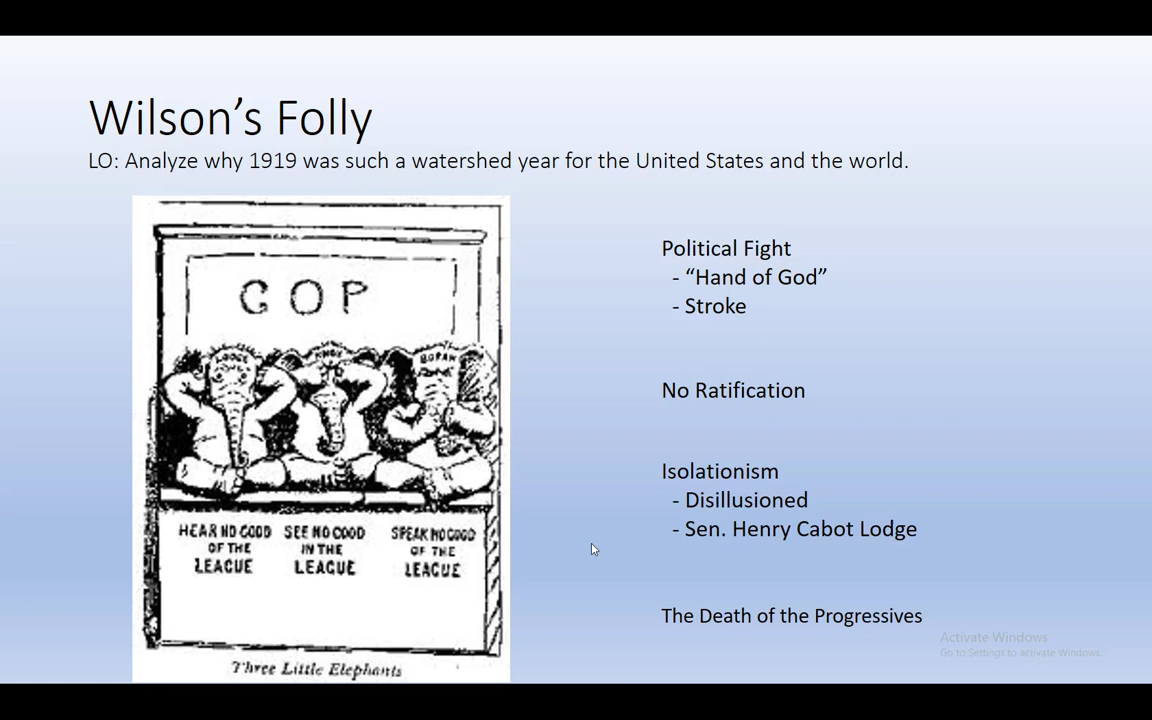 Wilson’s Folly
LO: Analyze why 1919 was such a watershed year for the United States and the world.
GOP
LODGE
KNOX
BORAH
HEAR NO GOOD
OF THE
LEAGUE
SEE NO GOOD
IN THE
LEAGUE
SPEAK NO GOOD
OF THE
LEAGUE
Three Little Elephants
Political Fight
- “Hand of God”
- Stroke
No Ratification
Isolationism
- Disillusioned
- Sen. Henry Cabot Lodge
The Death of the Progressives
Activate Windows
Go to Settings to activate Windows.